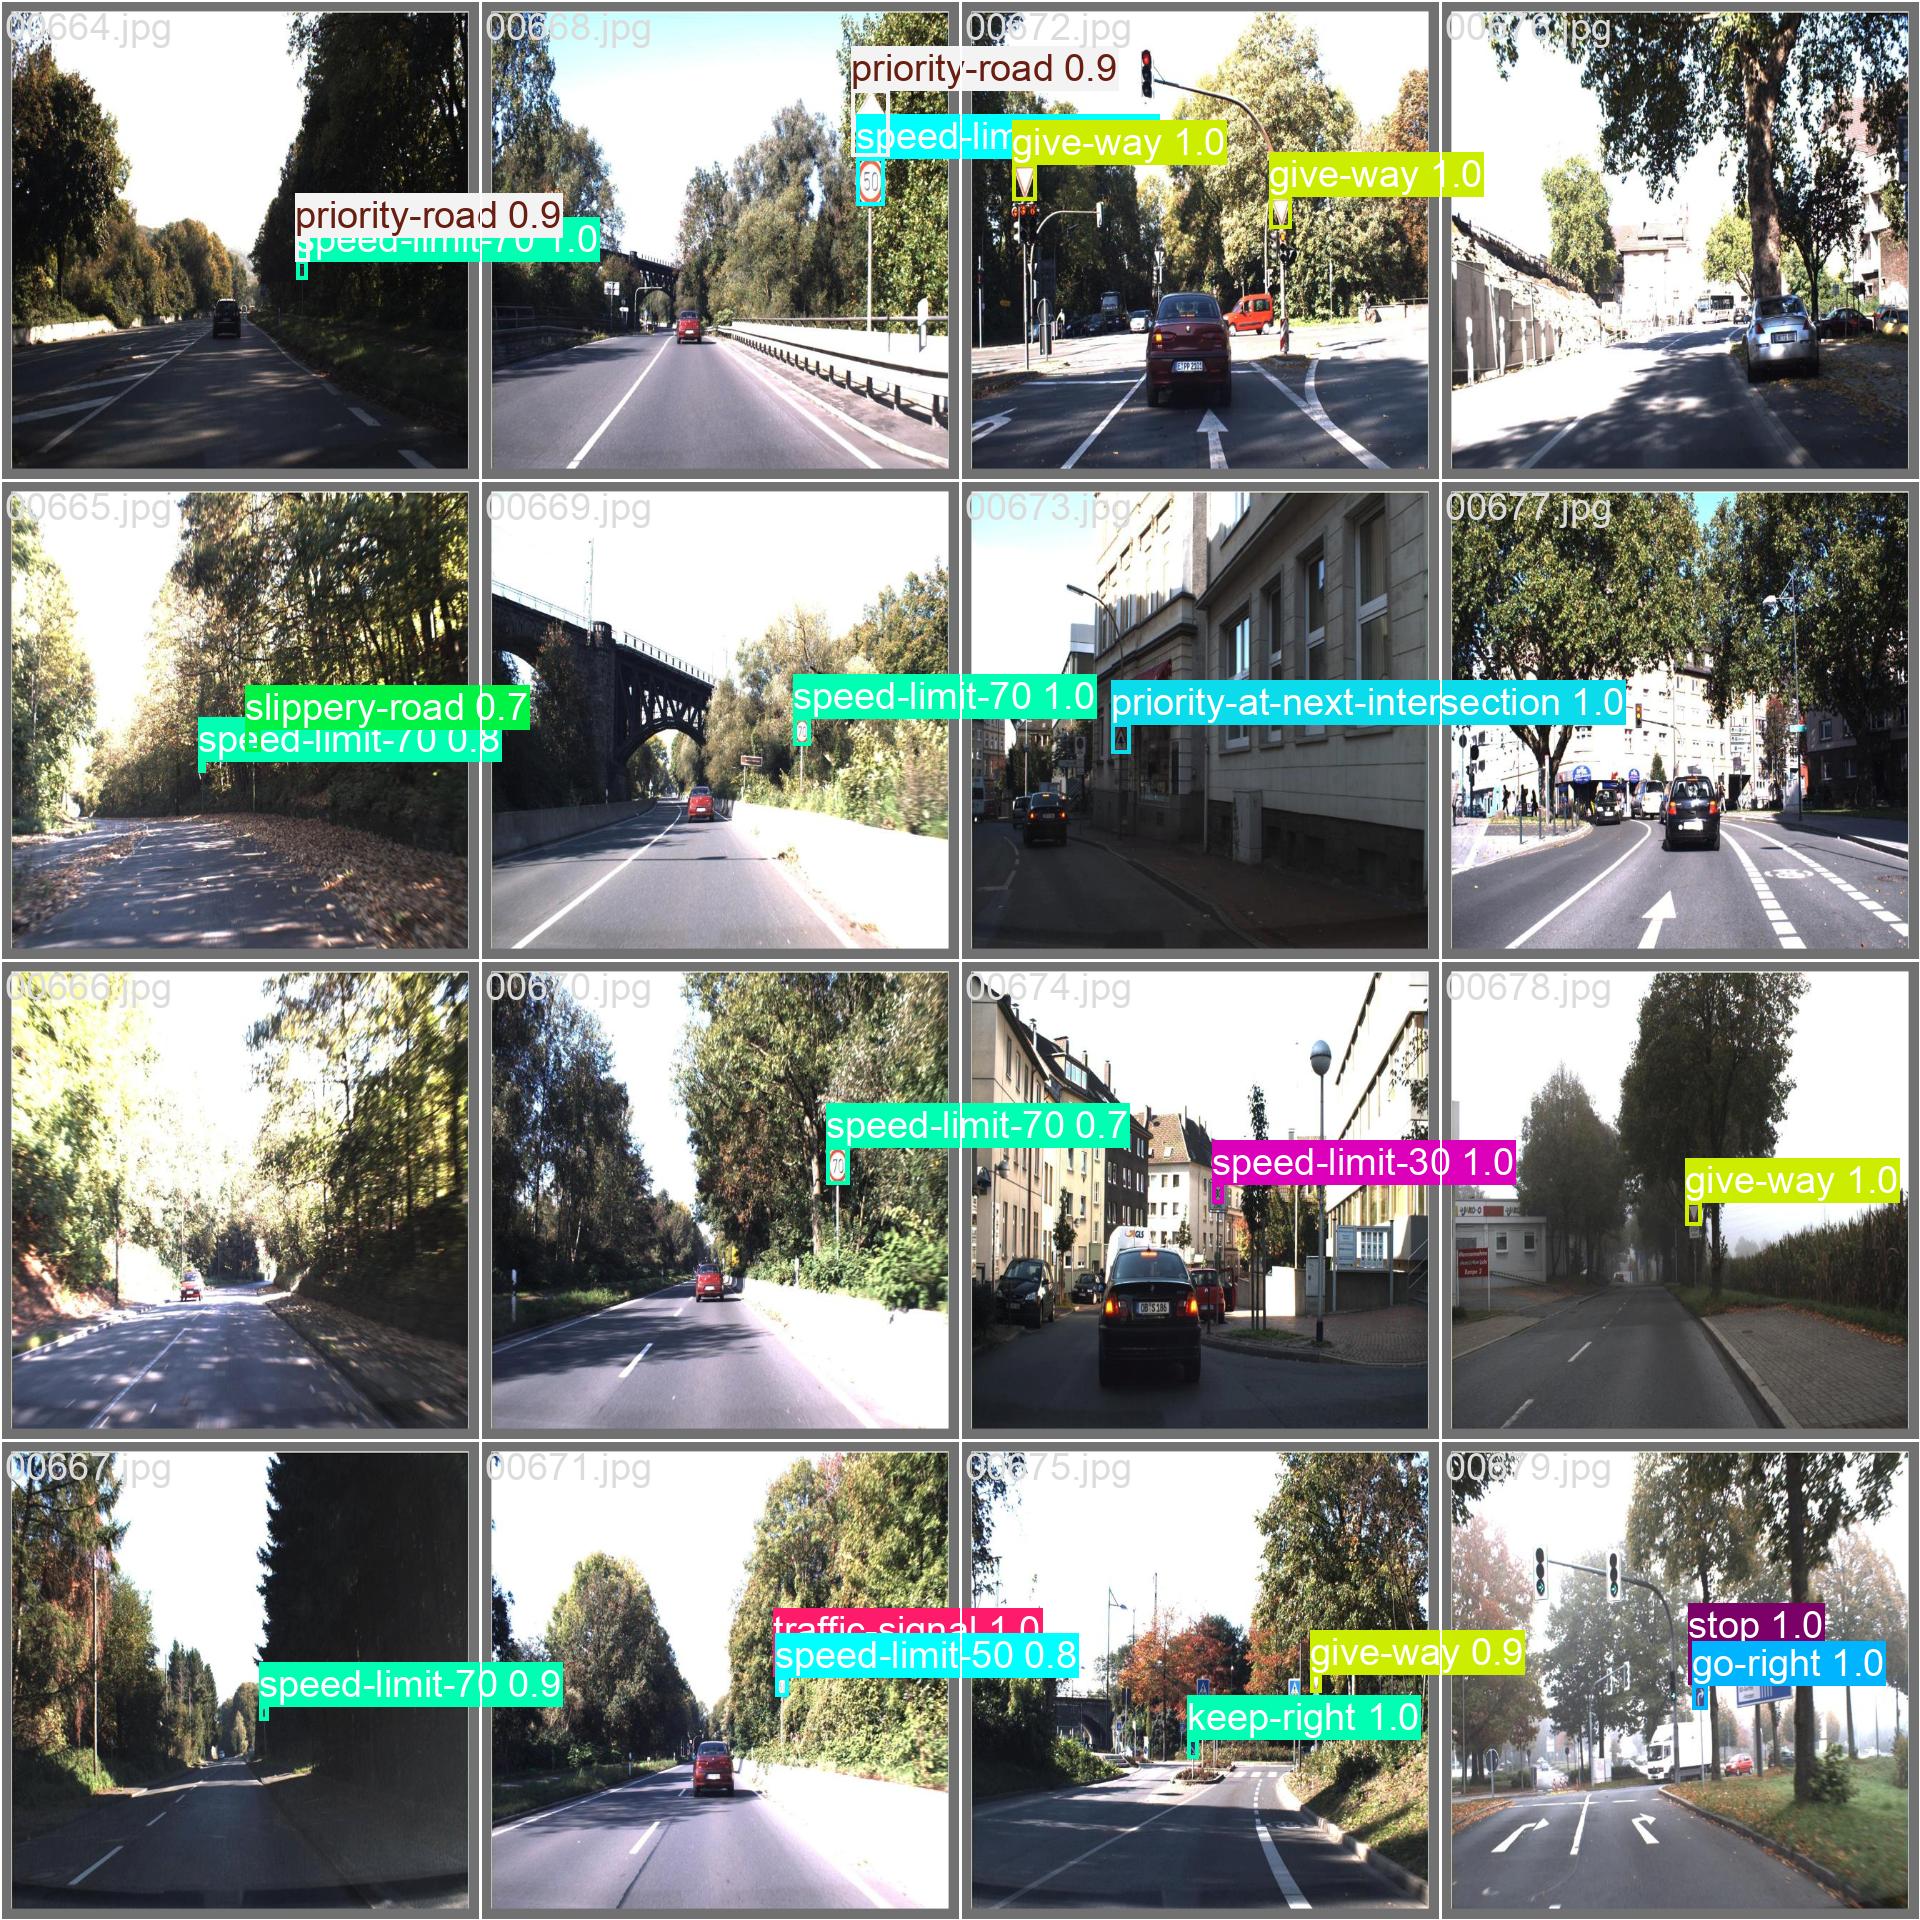 00664.jpg
priority-road 0.9
speed-limit-70 1.0
00668.jpg
priority-road 0.9
speed-lim
50
00672.jpg
give-way 1.0
give-way 1.0
00676.jpg
00665.jpg
slippery-road 0.7
speed-limit-70 0.8
00669.jpg
speed-limit-70 1.0
00673.jpg
priority-at-next-intersection 1.0
00677.jpg
00666.jpg
00670.jpg
speed-limit-70 0.7
70
00674.jpg
speed-limit-30 1.0
GLS
OB S 186
00678.jpg
give-way 1.0
00667.jpg
speed-limit-70 0.9
00671.jpg
traffic-signal 1.0
speed-limit-50 0.8
00675.jpg
give-way 0.9
keep-right 1.0
00679.jpg
stop 1.0
go-right 1.0